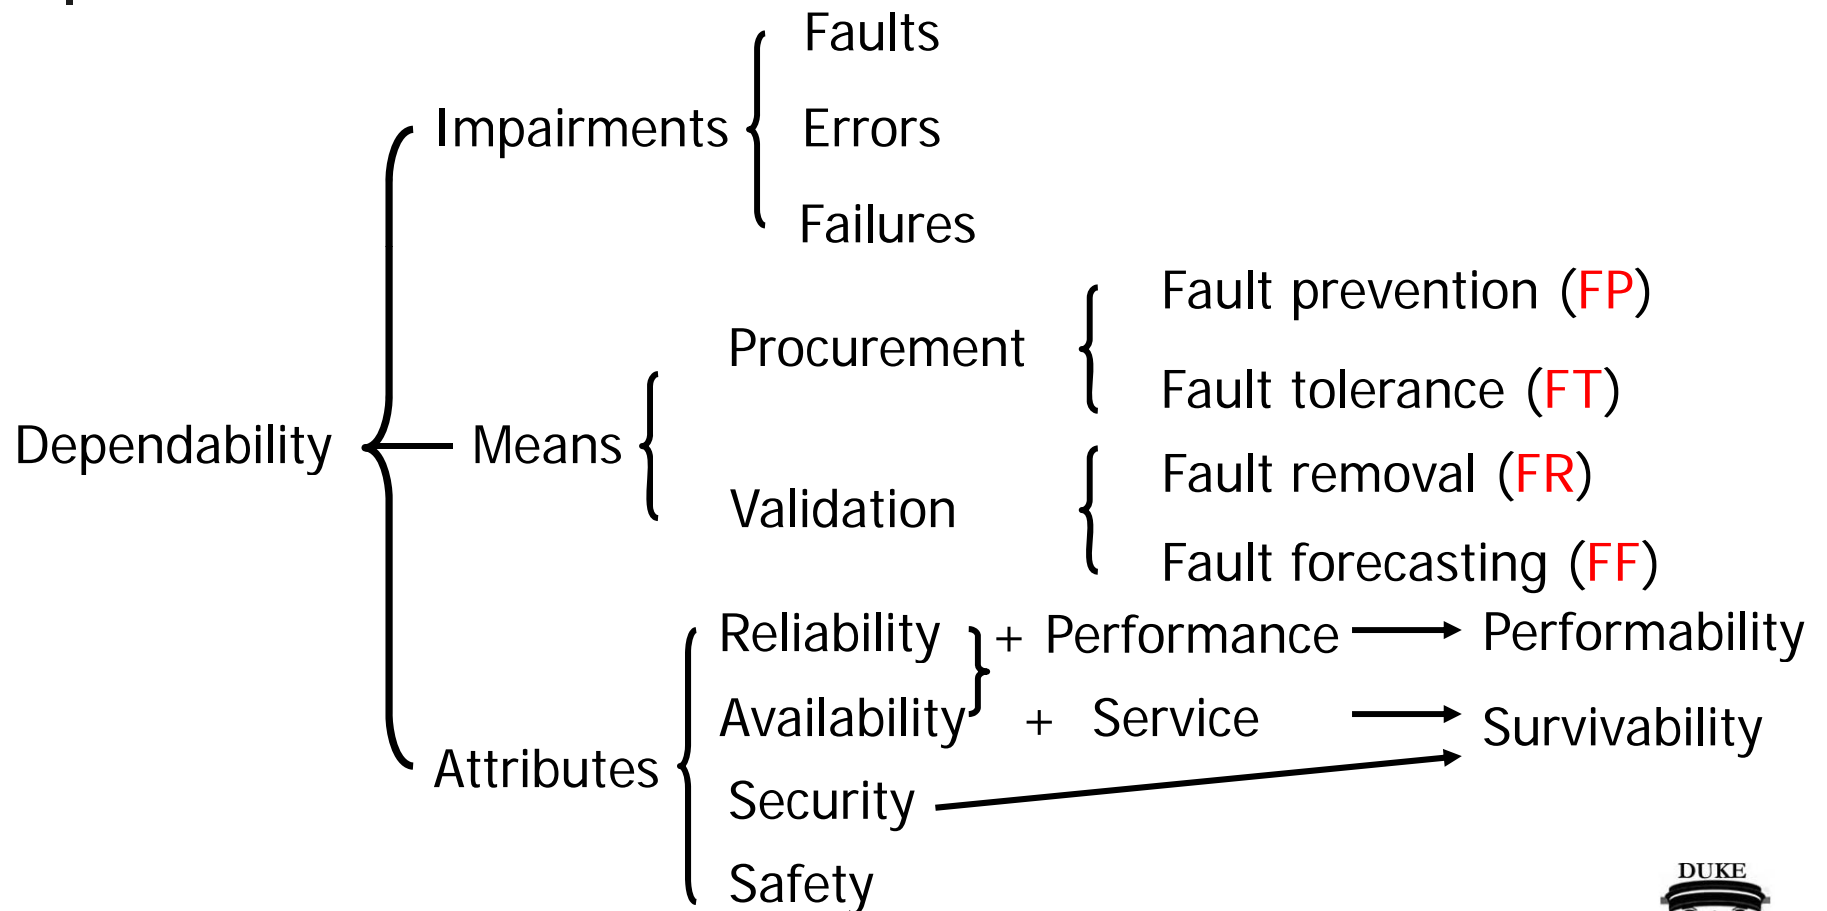 Faults
Impairments
Errors
Failures
Fault prevention (FP)
Procurement
Fault tolerance (FT)
Dependability
Means
Fault removal (FR)
Validation
Fault forecasting (FF)
Reliability + Performance Performability
Availability + Service Survivability
Attributes
Security
Safety
DUKE